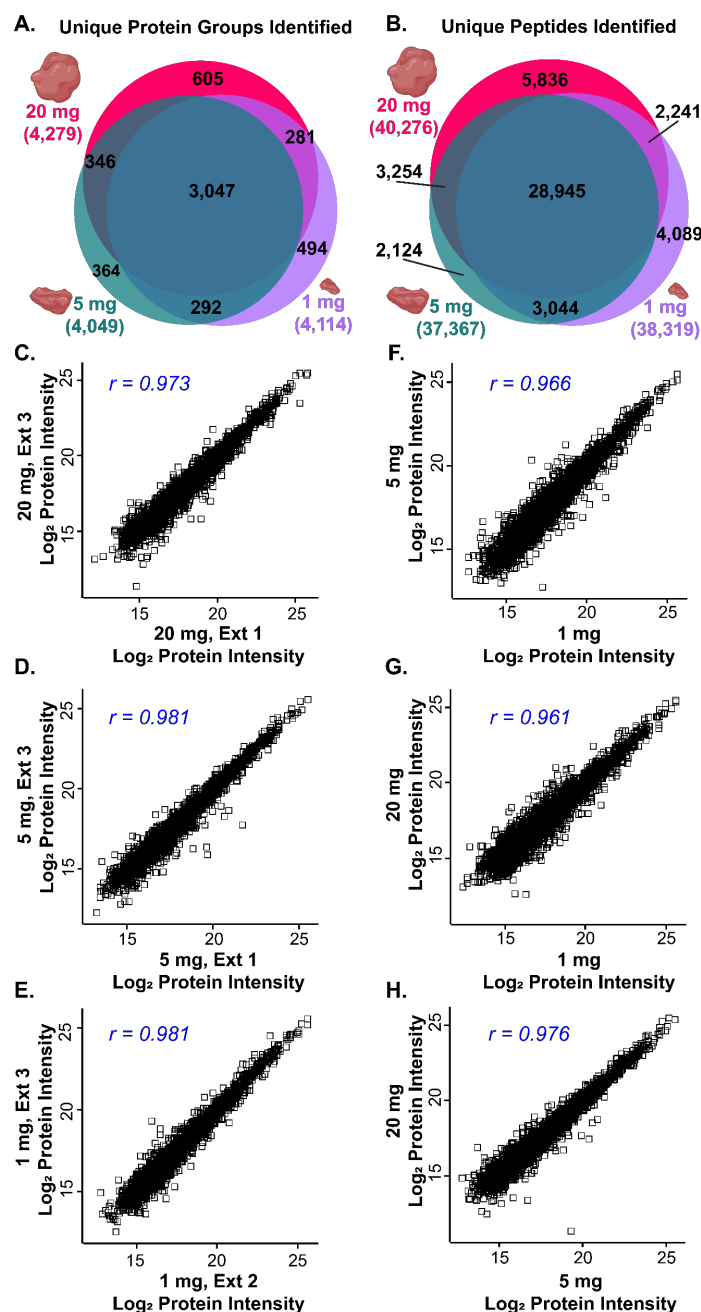 A. Unique Protein Groups Identified
605
20 mg
(4,279)
281
346
3,047
494
364
292
5 mg
(4,049)
1 mg
(4,114)
B. Unique Peptides Identified
5,836
20 mg
(40,276)
2,241
3,254
28,945
4,089
2,124
3,044
5 mg
(37,367)
1 mg
(38,319)
C.
r = 0.973
20 mg, Ext 3
Log₂ Protein Intensity
25
20
15
15 20 25
20 mg, Ext 1
Log₂ Protein Intensity
D.
r = 0.981
5 mg, Ext 3
Log₂ Protein Intensity
25
20
15
15 20 25
5 mg, Ext 1
Log₂ Protein Intensity
E.
r = 0.981
1 mg, Ext 3
Log₂ Protein Intensity
25
20
15
15 20 25
1 mg, Ext 2
Log₂ Protein Intensity
F.
r = 0.966
5 mg
Log₂ Protein Intensity
25
20
15
15 20 25
1 mg
Log₂ Protein Intensity
G.
r = 0.961
20 mg
Log₂ Protein Intensity
25
20
15
15 20 25
1 mg
Log₂ Protein Intensity
H.
r = 0.976
20 mg
Log₂ Protein Intensity
25
20
15
15 20 25
5 mg
Log₂ Protein Intensity